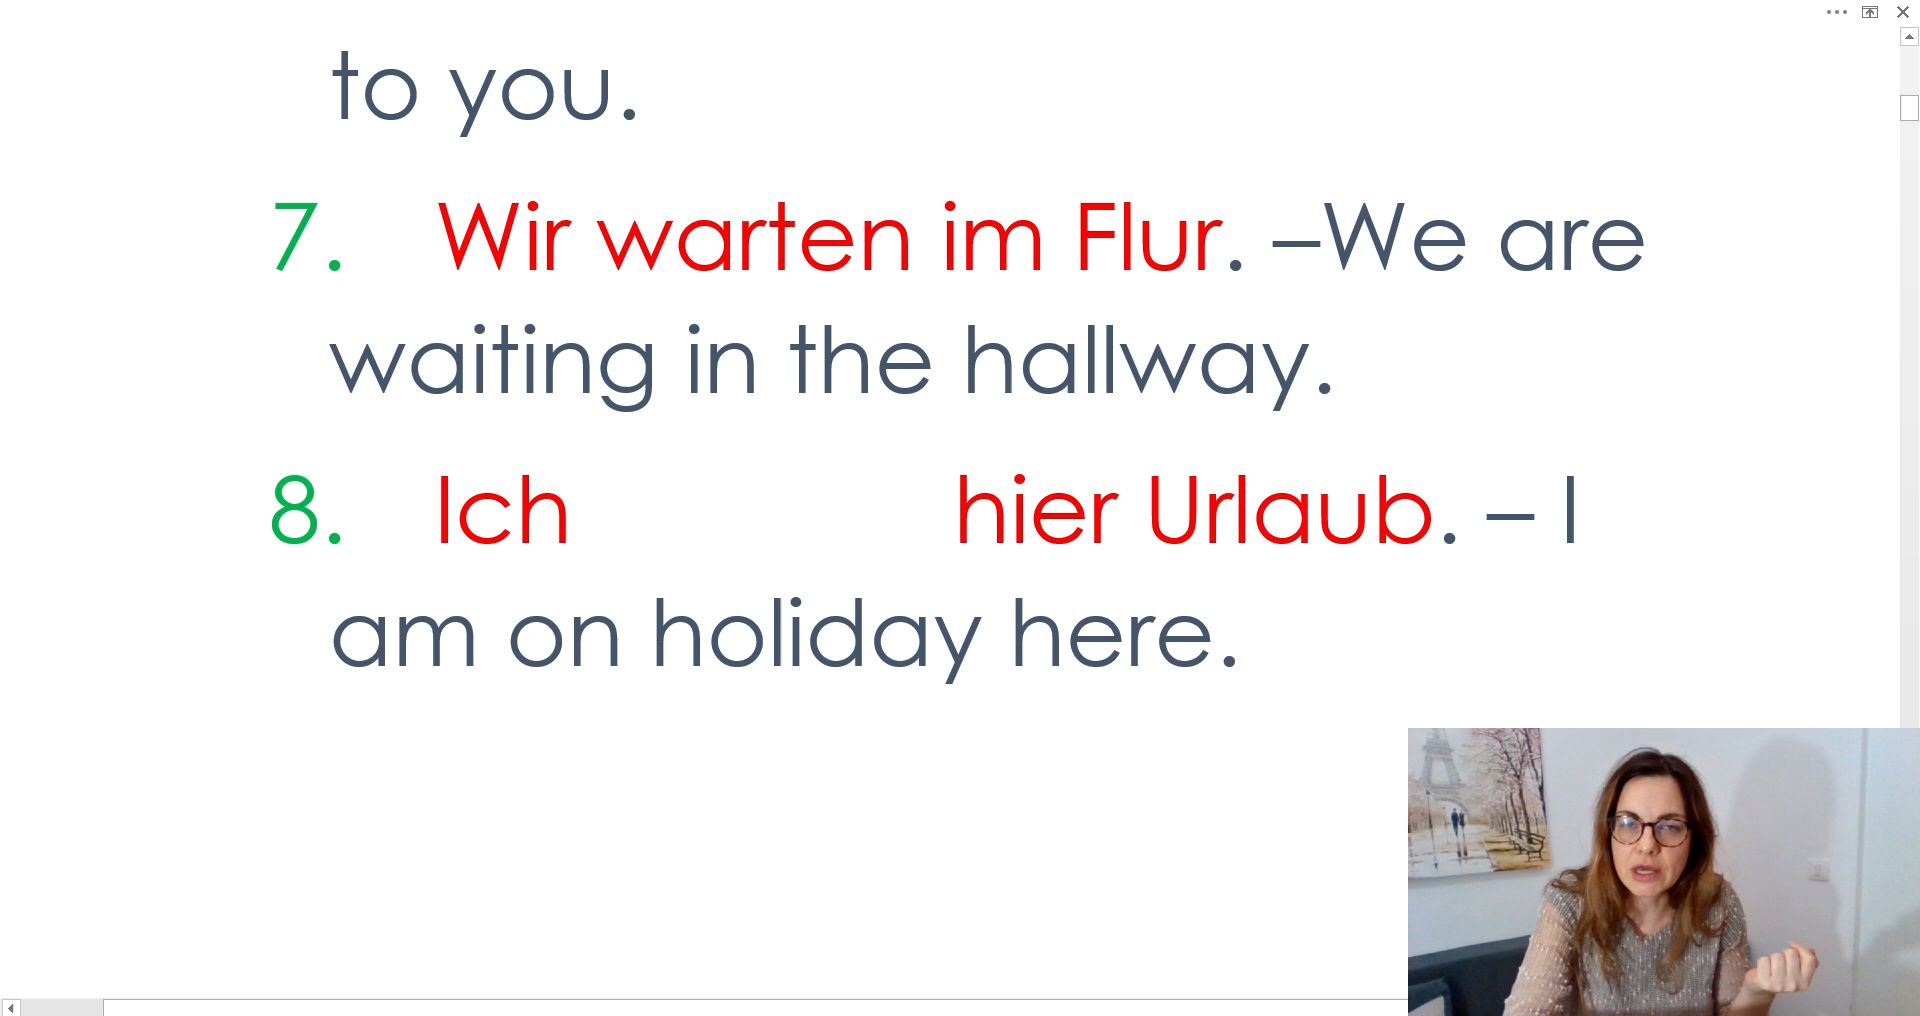 to you.
7. Wir warten im Flur. –We are
waiting in the hallway.
8. Ich hier Urlaub. – I
am on holiday here.